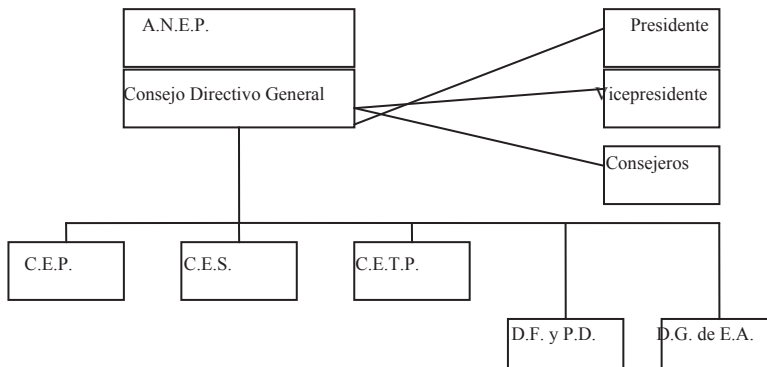 A.N.E.P.
Presidente
Consejo Directivo General
Vicepresidente
Consejeros
C.E.P.
C.E.S.
C.E.T.P.
D.F. y P.D.
D.G. de E.A.